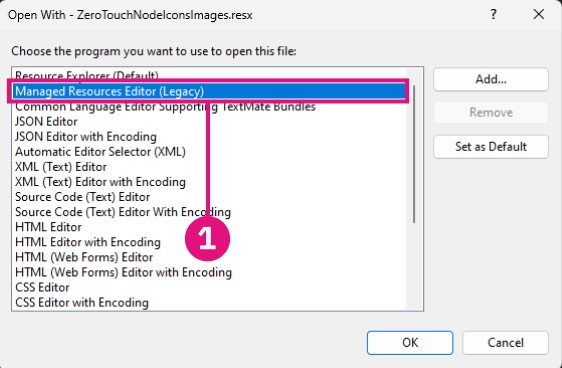 Open With - ZeroTouchNodeIconsImages.resx
Choose the program you want to use to open this file:
Resource Explorer (Default)
Managed Resources Editor (Legacy)
Common Language Editor Supporting TextMate Bundles
JSON Editor
JSON Editor with Encoding
Automatic Editor Selector (XML)
XML (Text) Editor
XML (Text) Editor with Encoding
Source Code (Text) Editor
Source Code (Text) Editor With Encoding
HTML Editor
HTML Editor with Encoding
HTML (Web Forms) Editor
HTML (Web Forms) Editor with Encoding
CSS Editor
CSS Editor with Encoding
1
Add...
Remove
Set as Default
OK
Cancel